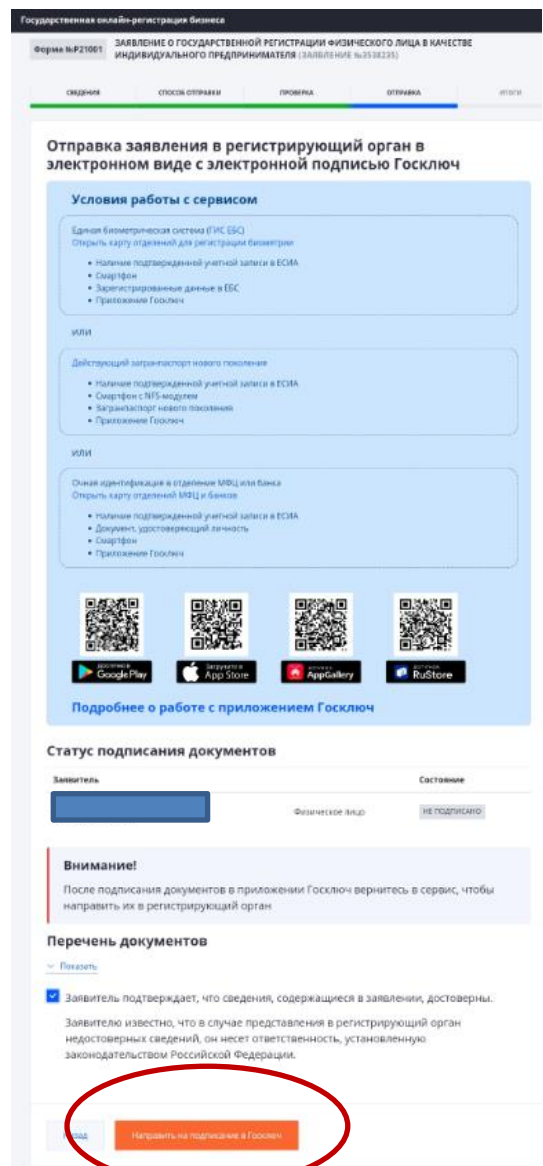 Государственная онлайн-регистрация бизнеса
Форма №Р21001
ЗАЯВЛЕНИЕ О ГОСУДАРСТВЕННОЙ РЕГИСТРАЦИИ ФИЗИЧЕСКОГО ЛИЦА В КАЧЕСТВЕ
ИНДИВИДУАЛЬНОГО ПРЕДПРИНИМАТЕЛЯ (ЗАЯВЛЕНИЕ №2538235)
СВЕДЕНИЯ СПОСОБ ОТПРАВКИ ПРОВЕРКА ОТПРАВКА ИТОГИ
Отправка заявления в регистрирующий орган в
электронном виде с электронной подписью Госключ
Условия работы с сервисом
Единая биометрическая система (ГИС ЕБС)
Открыть карту отделений для регистрации биометрии
• Наличие подтвержденной учетной записи в ЕСИА
• Смартфон
• Зарегистрированные данные в ЕБС
• Приложение Госключ
ИЛИ
Действующий загранпаспорт нового поколения
• Наличие подтвержденной учетной записи в ЕСИА
• Смартфон с NFS-модулем
• Загранпаспорт нового поколения
• Приложение Госключ
ИЛИ
Очная идентификация в отделение МФЦ или банка
Открыть карту отделений МФЦ и банков
• Наличие подтвержденной учетной записи в ЕСИА
• Документ, удостоверяющий личность
• Смартфон
• Приложение Госключ
ДОСТУПНО В
Google Play
Загрузите в
App Store
AppGallery
RuStore
Подробнее о работе с приложением Госключ
Статус подписания документов
Заявитель Состояние
Физическое лицо НЕ ПОДПИСАНО
Внимание!
После подписания документов в приложении Госключ вернитесь в сервис, чтобы
направить их в регистрирующий орган
Перечень документов
Показать
Заявитель подтверждает, что сведения, содержащиеся в заявлении, достоверны.
Заявителю известно, что в случае представления в регистрирующий орган
недостоверных сведений, он несет ответственность, установленную
законодательством Российской Федерации.
Назад Направить на подписание в Госключ